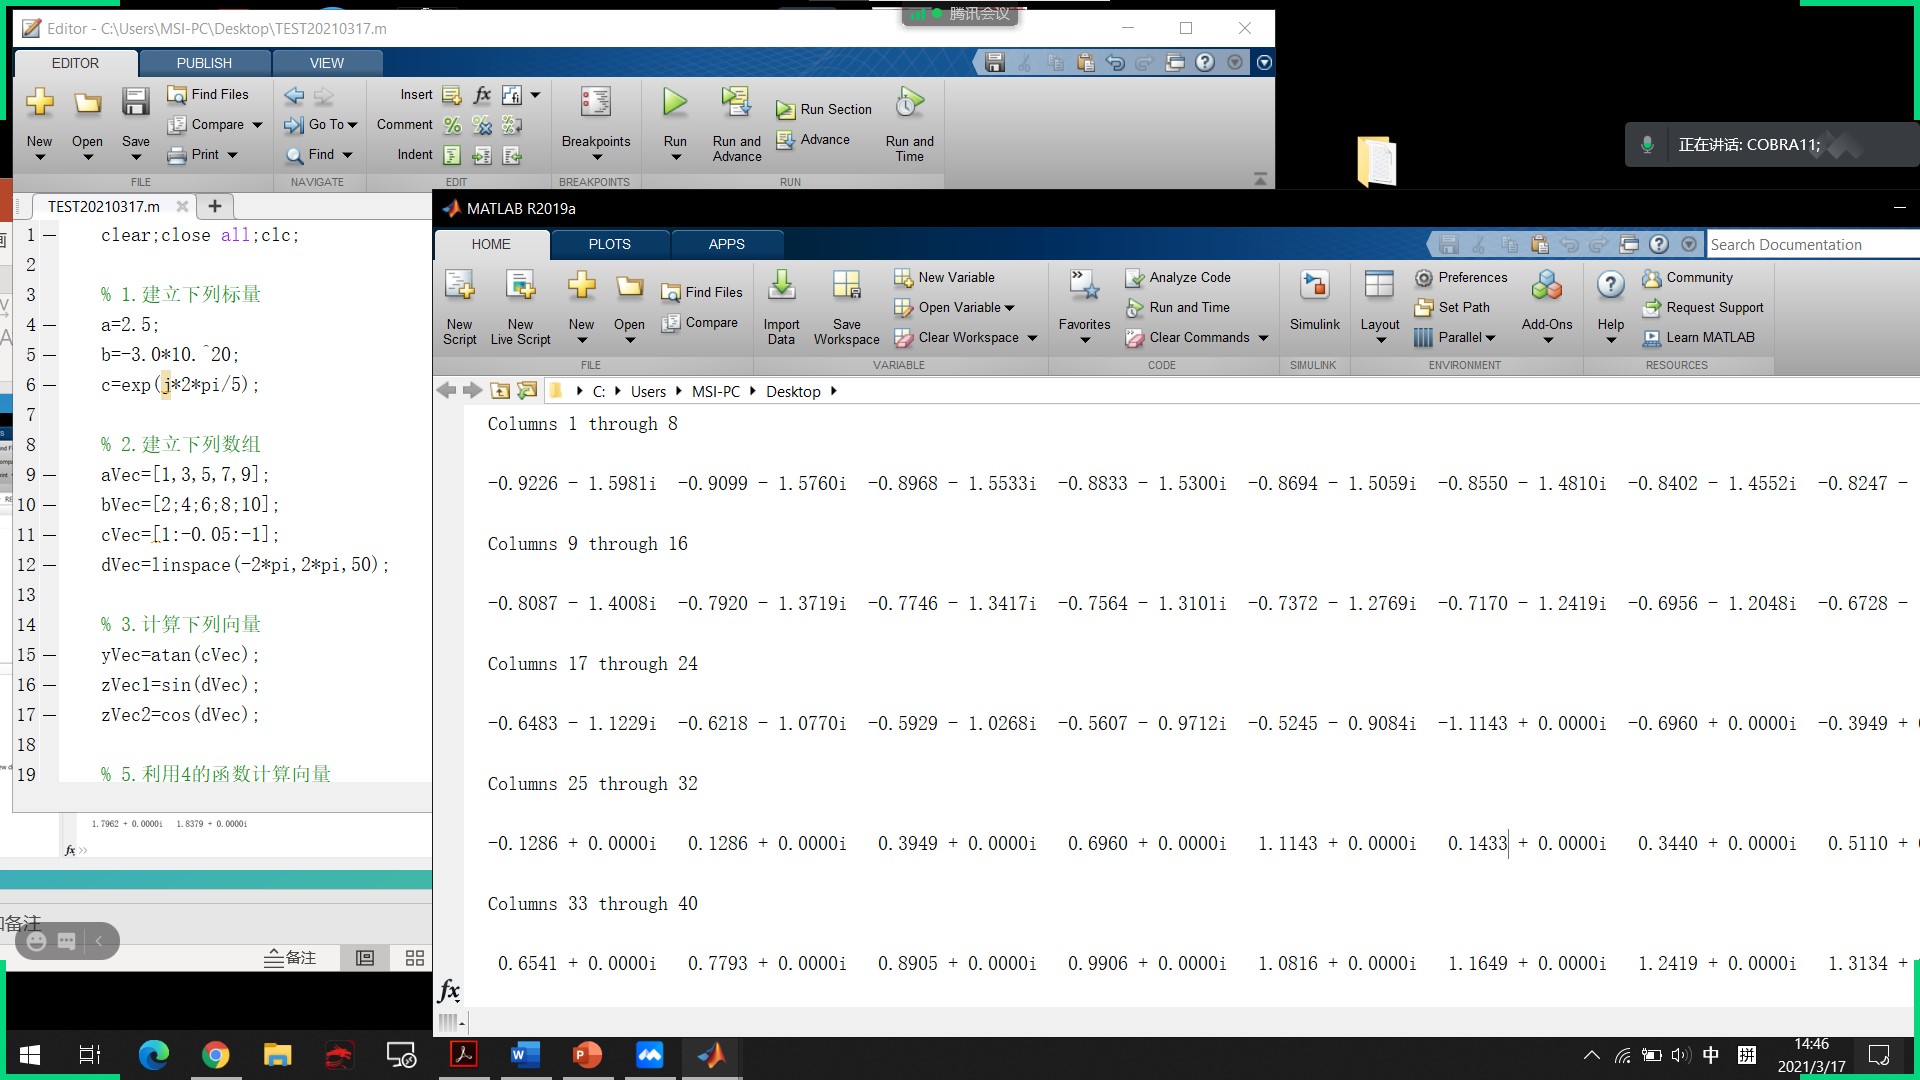 腾讯会议
Editor - C:\Users\MSI-PC\Desktop\TEST20210317.m
EDITOR PUBLISH VIEW
New Open Save Find Files Compare Print
FILE
Go To Find
NAVIGATE
Insert fx
Comment
Indent
EDIT
Breakpoints
BREAKPOINTS
Run Run and Advance Run Section Advance Run and Time
RUN
正在讲话: COBRA11;
TEST20210317.m
1 clear;close all;clc;
2
3 % 1.建立下列标量
4 a=2.5;
5 b=-3.0*10.^20;
6 c=exp(j*2*pi/5);
7
8 % 2.建立下列数组
9 aVec=[1,3,5,7,9];
10 bVec=[2;4;6;8;10];
11 cVec=[1:-0.05:-1];
12 dVec=linspace(-2*pi,2*pi,50);
13
14 % 3.计算下列向量
15 yVec=atan(cVec);
16 zVec1=sin(dVec);
17 zVec2=cos(dVec);
18
19 % 5.利用4的函数计算向量
1.7962 + 0.0000i 1.8379 + 0.0000i
fx >>
备注
备注
MATLAB R2019a
HOME PLOTS APPS
Search Documentation
New Script New Live Script New Open Find Files Compare
FILE
Import Data Save Workspace New Variable Open Variable Clear Workspace
VARIABLE
Favorites Analyze Code Run and Time Clear Commands
CODE
Simulink
SIMULINK
Layout Preferences Set Path Parallel Add-Ons
ENVIRONMENT
Help Community Request Support Learn MATLAB
RESOURCES
C: Users MSI-PC Desktop
Columns 1 through 8
-0.9226 - 1.5981i -0.9099 - 1.5760i -0.8968 - 1.5533i -0.8833 - 1.5300i -0.8694 - 1.5059i -0.8550 - 1.4810i -0.8402 - 1.4552i -0.8247 -
Columns 9 through 16
-0.8087 - 1.4008i -0.7920 - 1.3719i -0.7746 - 1.3417i -0.7564 - 1.3101i -0.7372 - 1.2769i -0.7170 - 1.2419i -0.6956 - 1.2048i -0.6728 -
Columns 17 through 24
-0.6483 - 1.1229i -0.6218 - 1.0770i -0.5929 - 1.0268i -0.5607 - 0.9712i -0.5245 - 0.9084i -1.1143 + 0.0000i -0.6960 + 0.0000i -0.3949 +
Columns 25 through 32
-0.1286 + 0.0000i 0.1286 + 0.0000i 0.3949 + 0.0000i 0.6960 + 0.0000i 1.1143 + 0.0000i 0.1433 + 0.0000i 0.3440 + 0.0000i 0.5110 +
Columns 33 through 40
0.6541 + 0.0000i 0.7793 + 0.0000i 0.8905 + 0.0000i 0.9906 + 0.0000i 1.0816 + 0.0000i 1.1649 + 0.0000i 1.2419 + 0.0000i 1.3134 +
fx
中 拼
14:46
2021/3/17